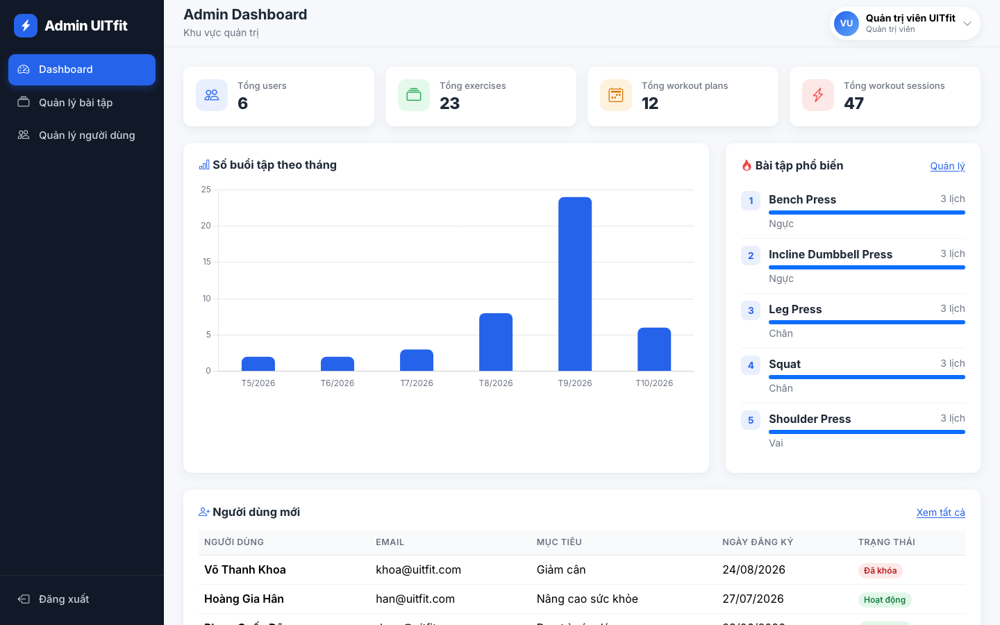 Admin UITfit
Dashboard
Quản lý bài tập
Quản lý người dùng
Đăng xuất
Admin Dashboard
Khu vực quản trị
VU
Quản trị viên UITfit
Quản trị viên
Tổng users
6
Tổng exercises
23
Tổng workout plans
12
Tổng workout sessions
47
Số buổi tập theo tháng
25
20
15
10
5
0
T5/2026 T6/2026 T7/2026 T8/2026 T9/2026 T10/2026
Bài tập phổ biến Quản lý
1 Bench Press 3 lịch
Ngực
2 Incline Dumbbell Press 3 lịch
Ngực
3 Leg Press 3 lịch
Chân
4 Squat 3 lịch
Chân
5 Shoulder Press 3 lịch
Vai
Người dùng mới Xem tất cả
NGƯỜI DÙNG EMAIL MỤC TIÊU NGÀY ĐĂNG KÝ TRẠNG THÁI
Võ Thanh Khoa khoa@uitfit.com Giảm cân 24/08/2026 Đã khóa
Hoàng Gia Hân han@uitfit.com Nâng cao sức khỏe 27/07/2026 Hoạt động